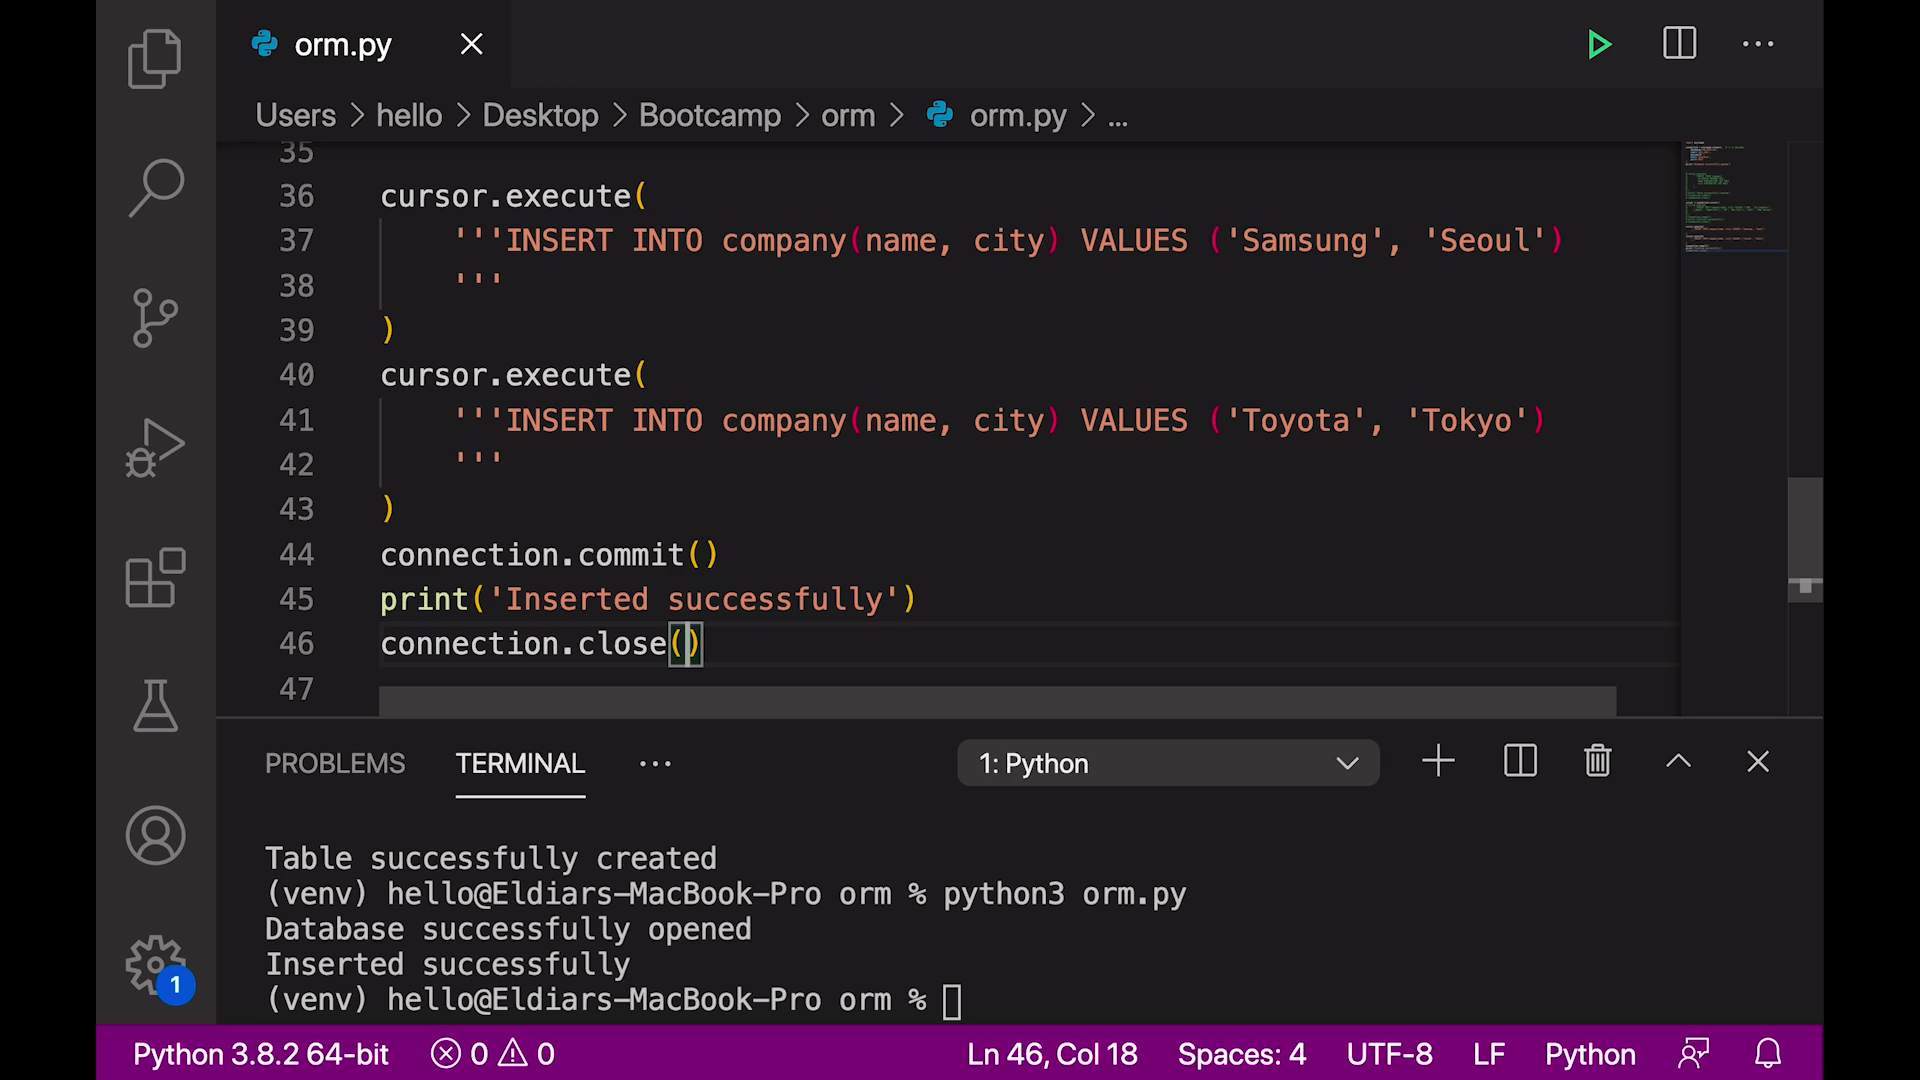 orm.py
Users > hello > Desktop > Bootcamp > orm > orm.py > ...
35
36 cursor.execute(
37 '''INSERT INTO company(name, city) VALUES ('Samsung', 'Seoul')
38 '''
39 )
40 cursor.execute(
41 '''INSERT INTO company(name, city) VALUES ('Toyota', 'Tokyo')
42 '''
43 )
44 connection.commit()
45 print('Inserted successfully')
46 connection.close()
47
PROBLEMS TERMINAL ... 1: Python
Table successfully created
(venv) hello@Eldiars-MacBook-Pro orm % python3 orm.py
Database successfully opened
Inserted successfully
(venv) hello@Eldiars-MacBook-Pro orm %
1
Python 3.8.2 64-bit 0 0 Ln 46, Col 18 Spaces: 4 UTF-8 LF Python